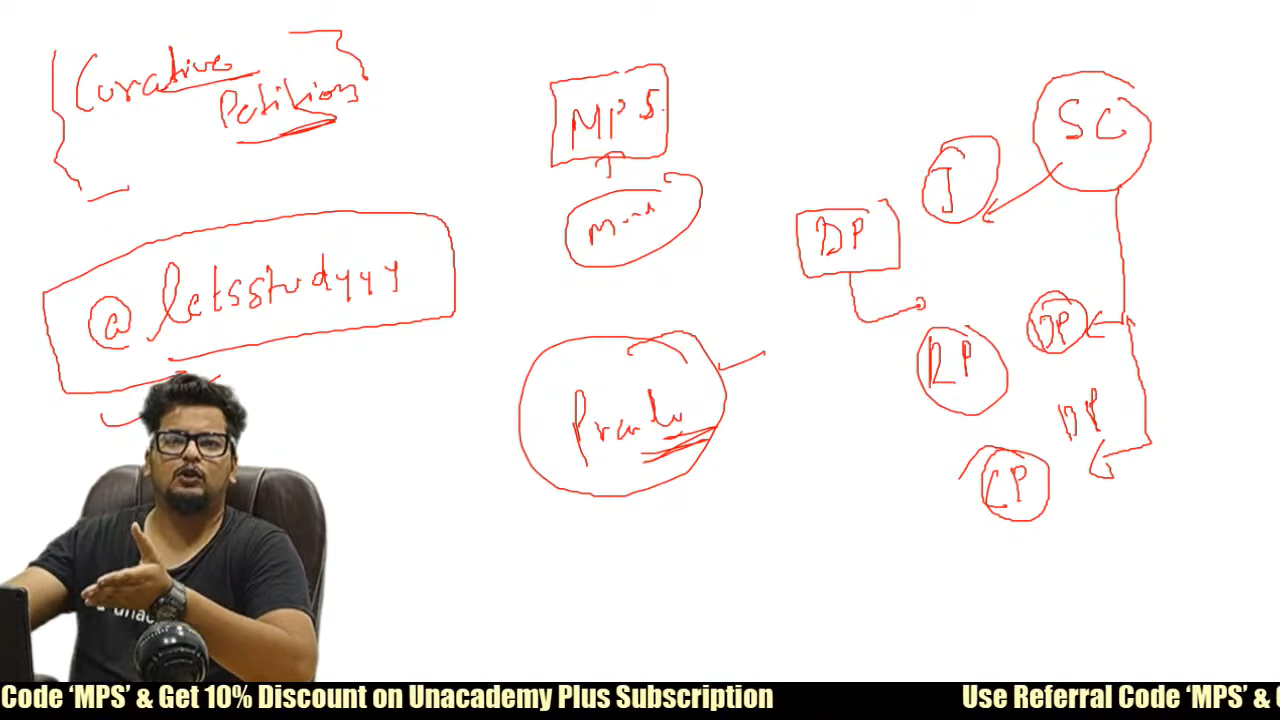 Curative
Petition
MPS
SC
J
DP
@letsstudyyy
DP
RP
DP
CP
unac
Code ‘MPS’ & Get 10% Discount on Unacademy Plus Subscription
Use Referral Code ‘MPS’ &